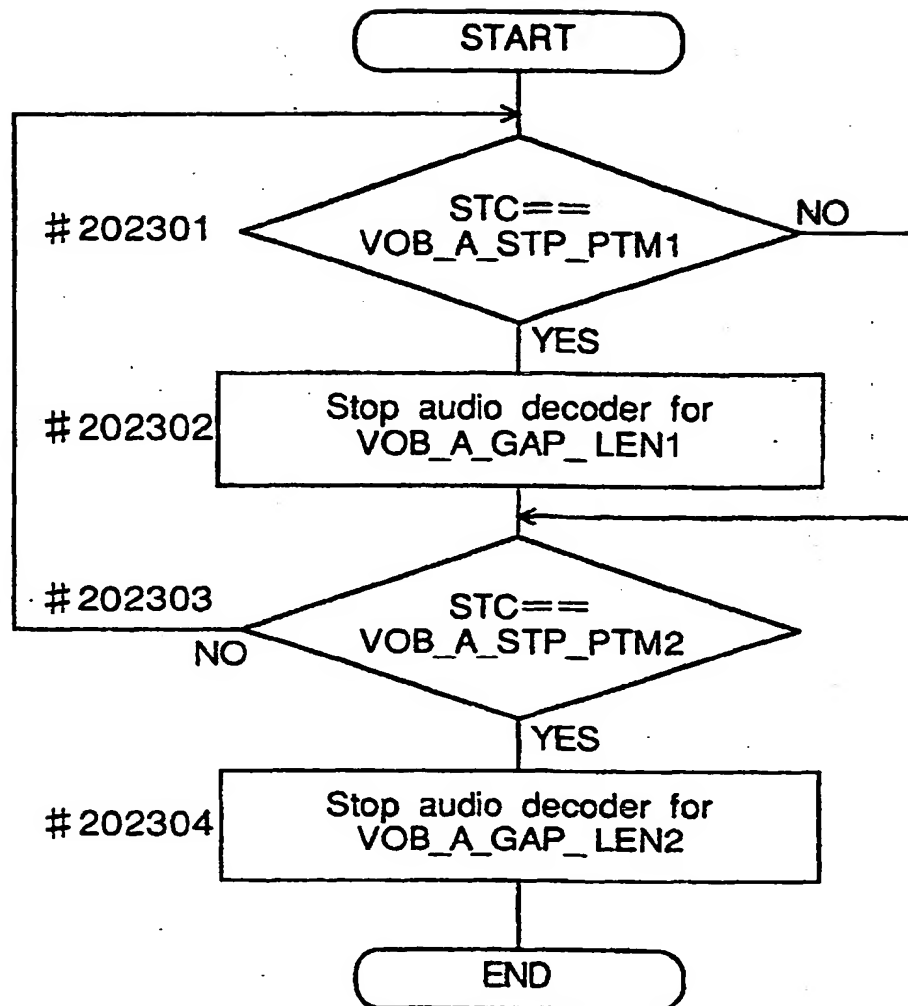 START
#202301
STC==
VOB_A_STP_PTM1
NO
YES
#202302
Stop audio decoder for
VOB_A_GAP_LEN1
#202303
STC==
VOB_A_STP_PTM2
NO
YES
#202304
Stop audio decoder for
VOB_A_GAP_LEN2
END